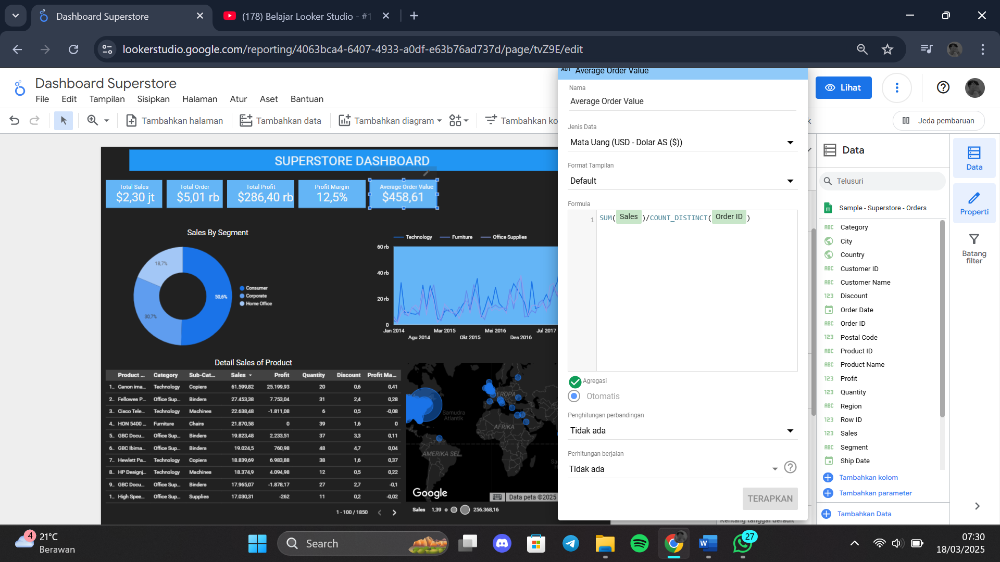 Dashboard Superstore
(178) Belajar Looker Studio - #1
lookerstudio.google.com/reporting/4063bca4-6407-4933-a0df-e63b76ad737d/page/tvZ9E/edit
Dashboard Superstore
File Edit Tampilan Sisipkan Halaman Atur Aset Bantuan
Lihat
Tambahkan halaman Tambahkan data Tambahkan diagram Tambahkan ko
k
Jeda pembaruan
SUPERSTORE DASHBOARD
Total Sales
$2,30 jt
Total Order
$5,01 rb
Total Profit
$286,40 rb
Profit Margin
12,5%
Average Order Value
$458,61
Sales By Segment
18,7%
50,6%
30,7%
Consumer
Corporate
Home Office
Technology Furniture Office Supplies
60 rb
40 rb
20 rb
0
Jan 2014 Mar 2015 Mei 2016 Jul 2017
Agu 2014 Okt 2015 Des 2016
Detail Sales of Product
Product ... Category Sub-Cat... Sales Profit Quantity Discount Profit Ma...
1.. Canon ima... Technology Copiers 61.599,82 25.199,93 20 0,6 0,41
2.. Fellowes P... Office Sup... Binders 27.453,38 7.753,04 31 2,4 0,28
3.. Cisco Tele... Technology Machines 22.638,48 -1.811,08 6 0,5 -0,08
4.. HON 5400 ... Furniture Chairs 21.870,58 0 39 1,6 0
5.. GBC Docu... Office Sup... Binders 19.823,48 2.233,51 37 3,3 0,11
6.. GBC Ibima... Office Sup... Binders 19.024,5 760,98 48 4,7 0,04
7.. Hewlett Pa... Technology Copiers 18.839,69 6.983,88 38 1,6 0,37
8.. HP Designj... Technology Machines 18.374,9 4.094,98 12 0,5 0,22
9.. GBC Docu... Office Sup... Binders 17.965,07 -1.878,17 27 2,7 -0,1
1.. High Spee... Office Sup... Supplies 17.030,31 -262 11 0,2 -0,02
1 - 100 / 1850
EROPA
Samudra
Atlantik
AFRIKA
AMERIKA SEL.
Google
Data peta ©2025
Sales 1,39 256.368,16
AUT Average Order Value
Nama
Average Order Value
Jenis Data
Mata Uang (USD - Dolar AS ($))
Format Tampilan
Default
Formula
1 SUM( Sales )/COUNT_DISTINCT( Order ID )
Agregasi
Otomatis
Penghitungan perbandingan
Tidak ada
Perhitungan berjalan
Tidak ada
TERAPKAN
Rentang tanggal default
Data
Telusuri
Sample - Superstore - Orders
ABC Category
City
Country
ABC Customer ID
ABC Customer Name
123 Discount
Order Date
ABC Order ID
123 Postal Code
ABC Product ID
ABC Product Name
123 Profit
123 Quantity
ABC Region
123 Row ID
123 Sales
ABC Segment
Ship Date
Tambahkan kolom
Tambahkan parameter
Tambahkan Data
Data
Properti
Batang
filter
4
21°C
Berawan
Search
27
07:30
18/03/2025